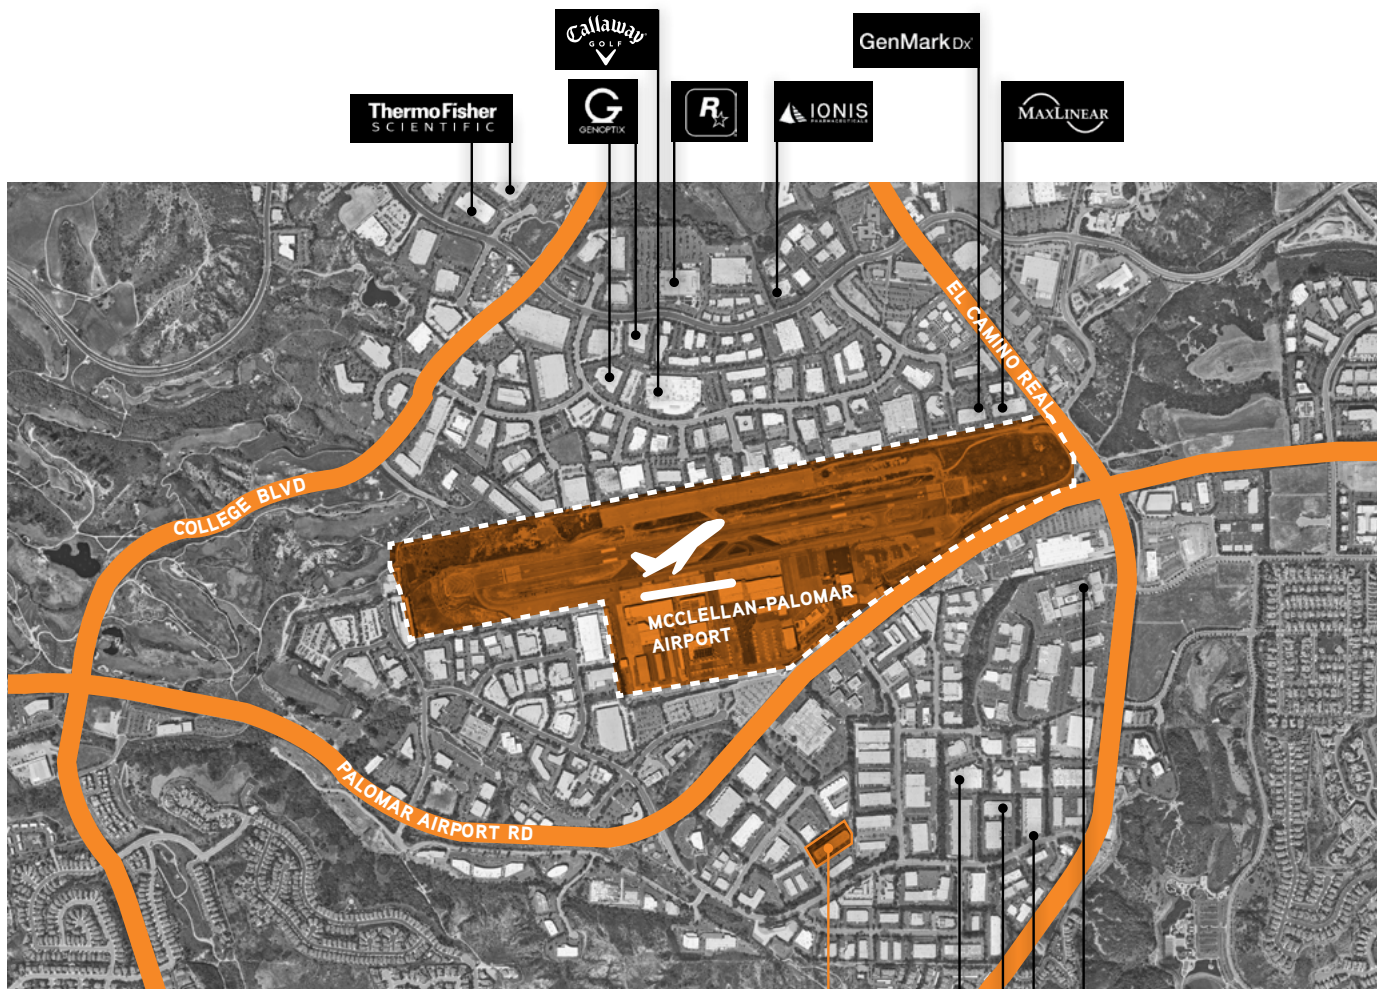 Callaway
GOLF
GenMark Dx
ThermoFisher
SCIENTIFIC
G
GENOPTIX
R
IONIS
PHARMACEUTICALS
MAXLINEAR
EL CAMINO REAL
COLLEGE BLVD
MCCLELLAN-PALOMAR
AIRPORT
PALOMAR AIRPORT RD